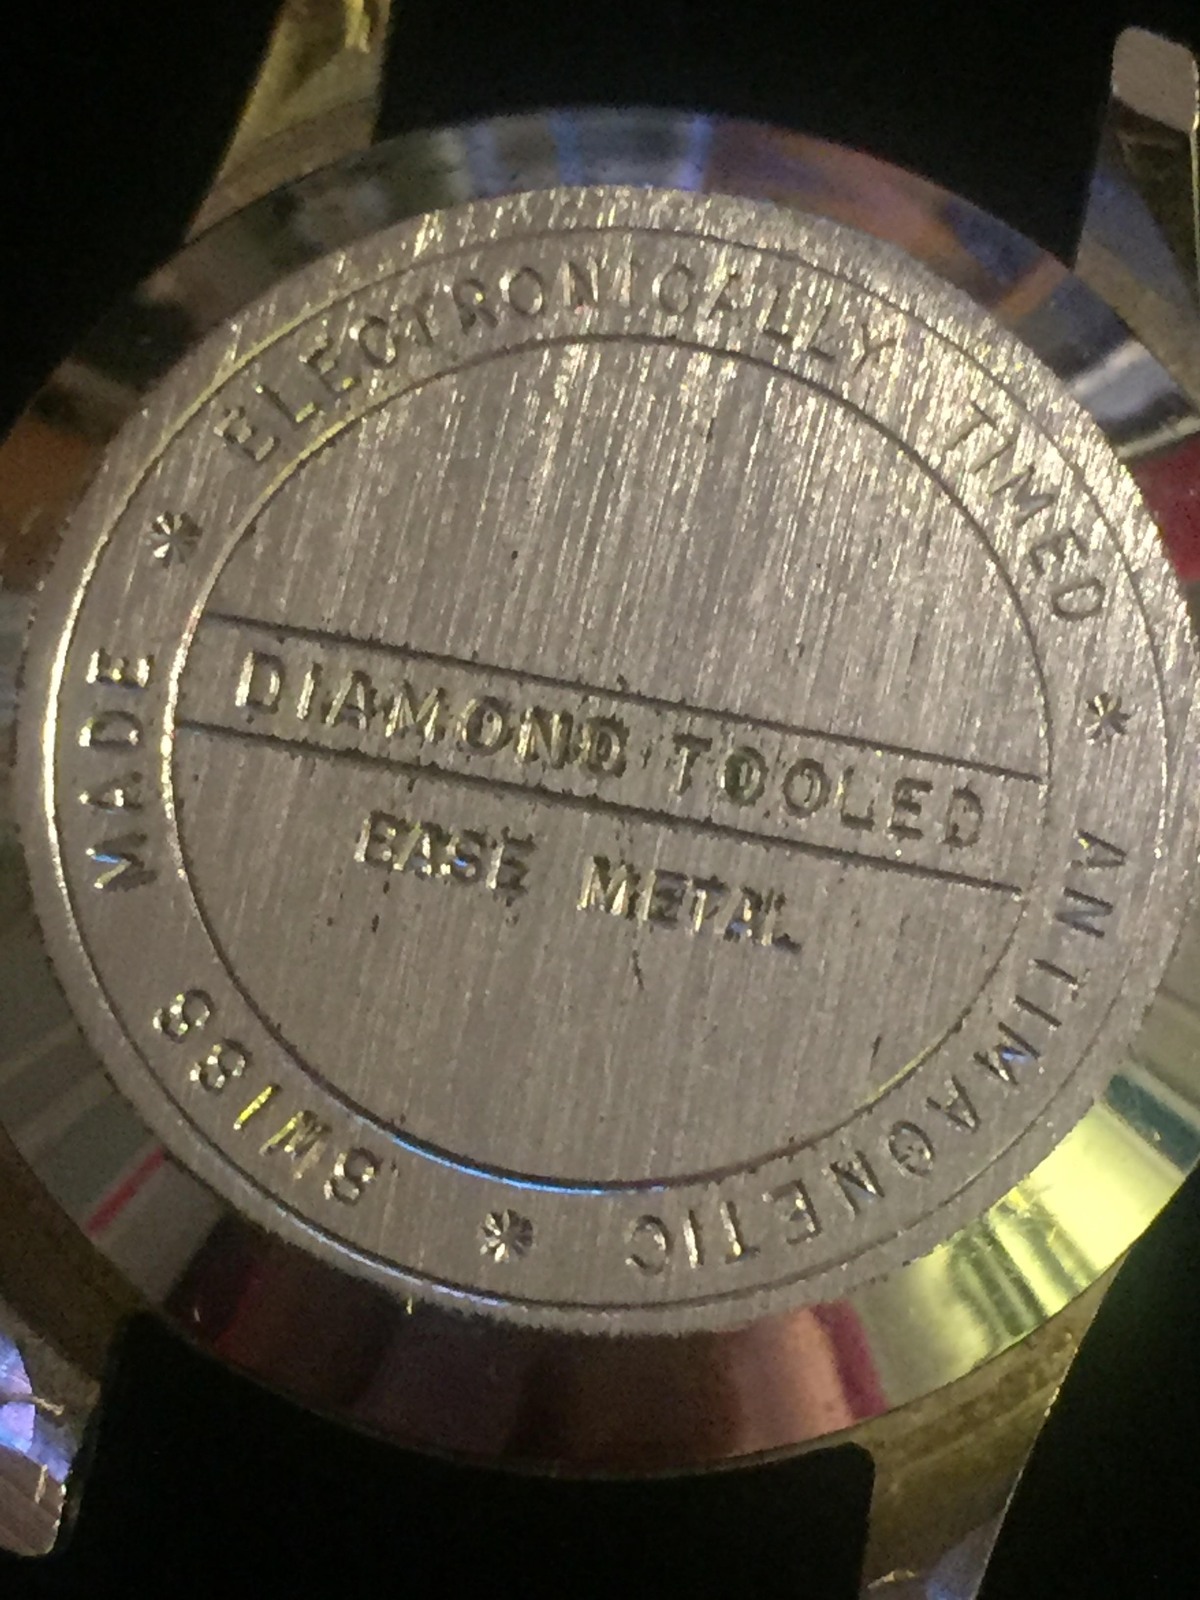 * ELECTRONICALLY TIMED * ANTIMAGNETIC * SWISS MADE
DIAMOND TOOLED
BASE METAL